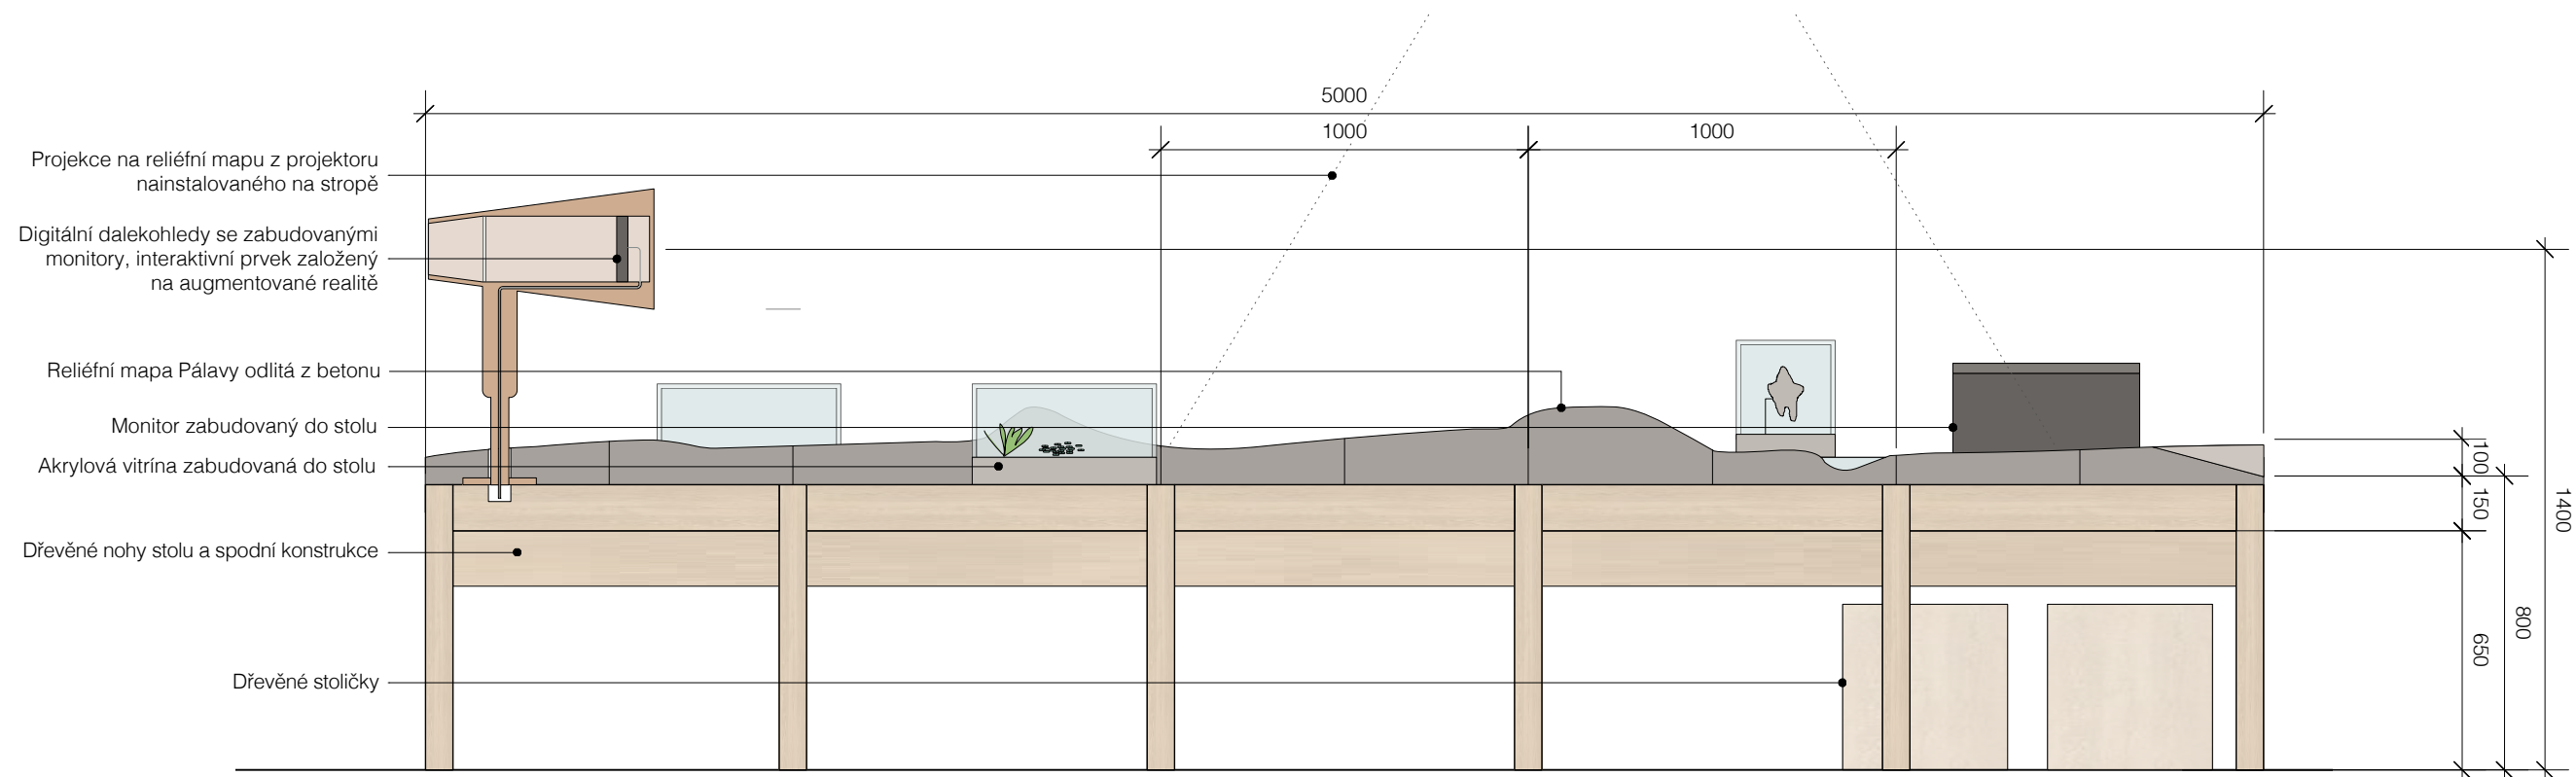 5000
1000
1000
Projekce na reliéfní mapu z projektoru
nainstalovaného na stropě
Digitální dalekohledy se zabudovanými
monitory, interaktivní prvek založený
na augmentované realitě
Reliéfní mapa Pálavy odlitá z betonu
Monitor zabudovaný do stolu
Akrylová vitrína zabudovaná do stolu
Dřevěné nohy stolu a spodní konstrukce
Dřevěné stoličky
100
150
650
800
1400